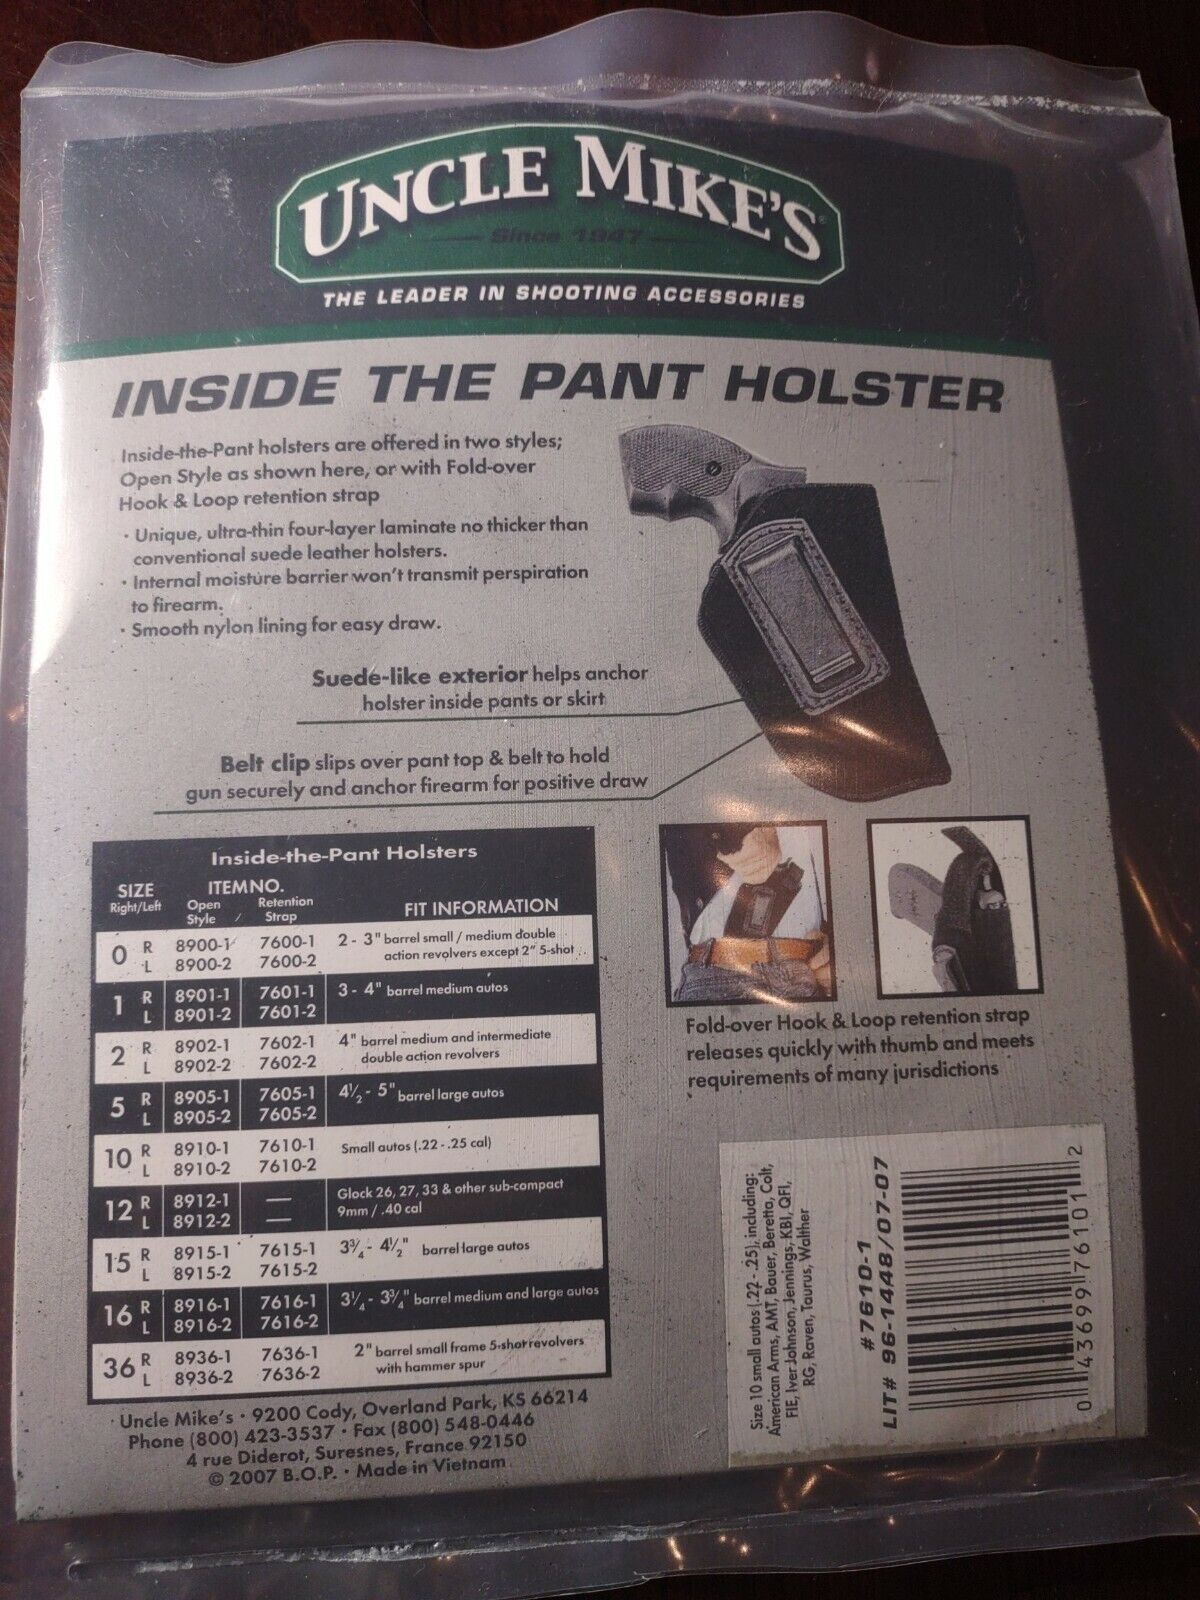 UNCLE MIKE'S
Since 1947
THE LEADER IN SHOOTING ACCESSORIES
INSIDE THE PANT HOLSTER
Inside-the-Pant holsters are offered in two styles;
Open Style as shown here, or with Fold-over
Hook & Loop retention strap
· Unique, ultra-thin four-layer laminate no thicker than
conventional suede leather holsters.
· Internal moisture barrier won't transmit perspiration
to firearm.
· Smooth nylon lining for easy draw.
Suede-like exterior helps anchor
holster inside pants or skirt
Belt clip slips over pant top & belt to hold
gun securely and anchor firearm for positive draw
Inside-the-Pant Holsters
SIZE ITEM NO.
Right/Left Open Style / Retention Strap FIT INFORMATION
0 R 8900-1 7600-1 2 - 3" barrel small / medium double
L 8900-2 7600-2 action revolvers except 2" 5-shot
1 R 8901-1 7601-1 3 - 4" barrel medium autos
L 8901-2 7601-2
2 R 8902-1 7602-1 4" barrel medium and intermediate
L 8902-2 7602-2 double action revolvers
5 R 8905-1 7605-1 4½ - 5" barrel large autos
L 8905-2 7605-2
10 R 8910-1 7610-1 Small autos (.22 - .25 cal)
L 8910-2 7610-2
12 R 8912-1 — Glock 26, 27, 33 & other sub-compact
L 8912-2 — 9mm / .40 cal
15 R 8915-1 7615-1 3¾ - 4½" barrel large autos
L 8915-2 7615-2
16 R 8916-1 7616-1 3¼ - 3¾" barrel medium and large autos
L 8916-2 7616-2
36 R 8936-1 7636-1 2" barrel small frame 5-shot revolvers
L 8936-2 7636-2 with hammer spur
Fold-over Hook & Loop retention strap
releases quickly with thumb and meets
requirements of many jurisdictions
Size 10 small autos (.22 - .25), including:
American Arms, AMT, Bauer, Beretta, Colt,
FIE, Iver Johnson, Jennings, KBI, QFI,
RG, Raven, Taurus, Walther
#7610-1
LIT# 96-1448/07-07
0 43699 76101 2
· Uncle Mike's · 9200 Cody, Overland Park, KS 66214
Phone (800) 423-3537 · Fax (800) 548-0446
4 rue Diderot, Suresnes, France 92150
© 2007 B.O.P. · Made in Vietnam